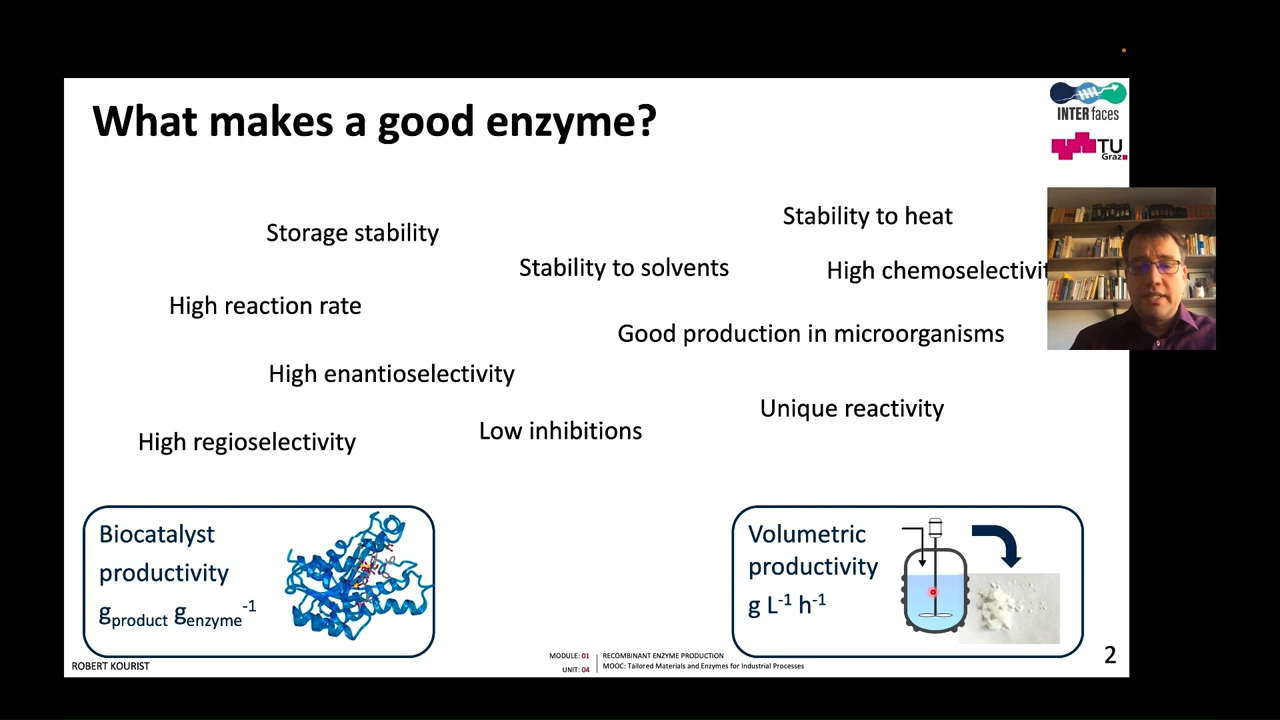 What makes a good enzyme?
INTERfaces
TU
Graz
Storage stability
Stability to heat
Stability to solvents
High chemoselectivit
High reaction rate
Good production in microorganisms
High enantioselectivity
Unique reactivity
High regioselectivity
Low inhibitions
Biocatalyst
productivity
g product g enzyme -1
Volumetric
productivity
g L-1 h-1
ROBERT KOURIST
MODULE: 01
UNIT: 04
RECOMBINANT ENZYME PRODUCTION
MOOC: Tailored Materials and Enzymes for Industrial Processes
2